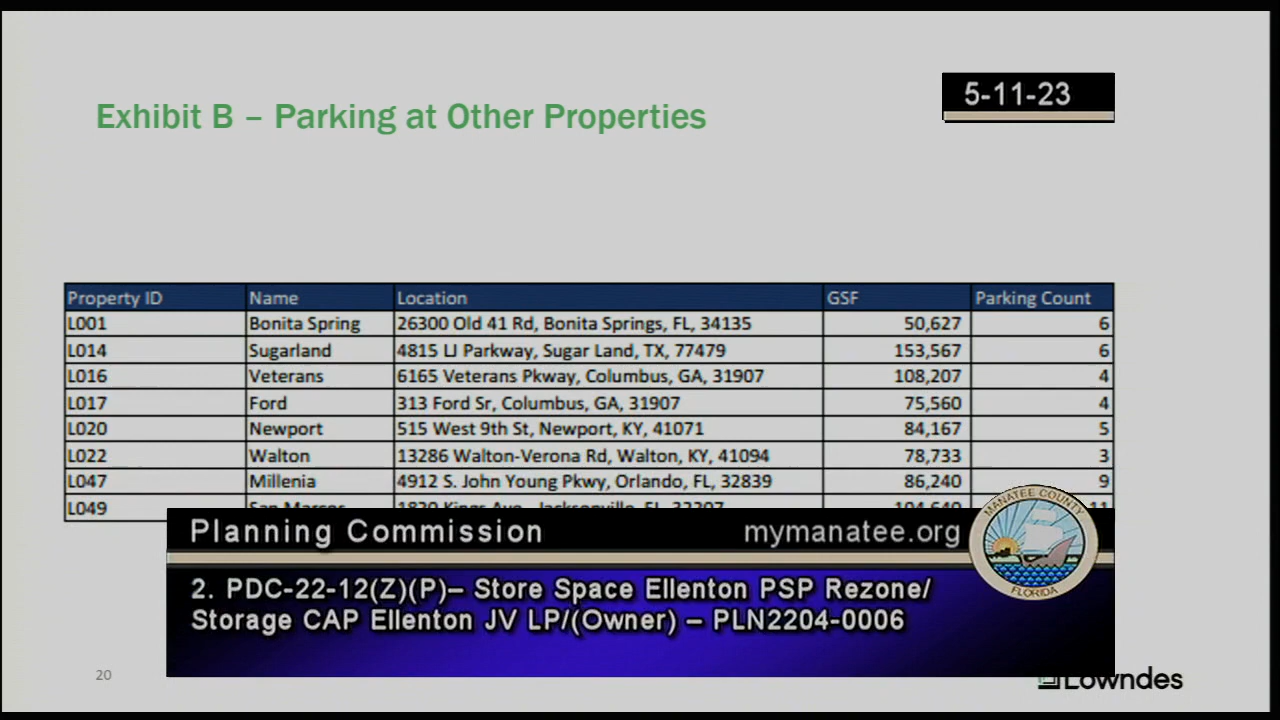 5-11-23
Exhibit B – Parking at Other Properties
Property ID Name Location GSF Parking Count
L001 Bonita Spring 26300 Old 41 Rd, Bonita Springs, FL, 34135 50,627 6
L014 Sugarland 4815 LJ Parkway, Sugar Land, TX, 77479 153,567 6
L016 Veterans 6165 Veterans Pkway, Columbus, GA, 31907 108,207 4
L017 Ford 313 Ford Sr, Columbus, GA, 31907 75,560 4
L020 Newport 515 West 9th St, Newport, KY, 41071 84,167 5
L022 Walton 13286 Walton-Verona Rd, Walton, KY, 41094 78,733 3
L047 Millenia 4912 S. John Young Pkwy, Orlando, FL, 32839 86,240 9
L049 11
Planning Commission mymanatee.org
MANATEE COUNTY
FLORIDA
2. PDC-22-12(Z)(P)– Store Space Ellenton PSP Rezone/
Storage CAP Ellenton JV LP/(Owner) – PLN2204-0006
20
Lowndes